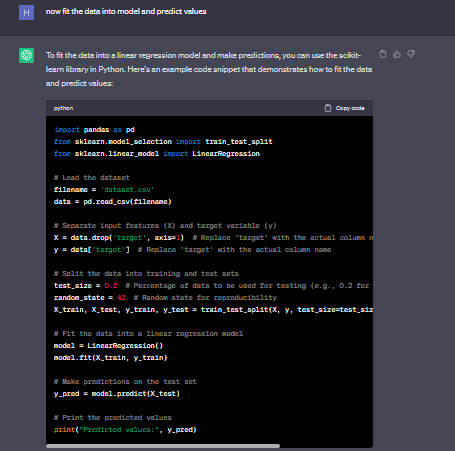 H
now fit the data into model and predict values
To fit the data into a linear regression model and make predictions, you can use the scikit-
learn library in Python. Here's an example code snippet that demonstrates how to fit the data
and predict values:
python
Copy code
import pandas as pd
from sklearn.model_selection import train_test_split
from sklearn.linear_model import LinearRegression
# Load the dataset
filename = 'dataset.csv'
data = pd.read_csv(filename)
# Separate input features (X) and target variable (y)
X = data.drop('target', axis=1)  # Replace 'target' with the actual column n
y = data['target']  # Replace 'target' with the actual column name
# Split the data into training and test sets
test_size = 0.2  # Percentage of data to be used for testing (e.g., 0.2 for
random_state = 42  # Random state for reproducibility
X_train, X_test, y_train, y_test = train_test_split(X, y, test_size=test_siz
# Fit the data into a linear regression model
model = LinearRegression()
model.fit(X_train, y_train)
# Make predictions on the test set
y_pred = model.predict(X_test)
# Print the predicted values
print("Predicted values:", y_pred)